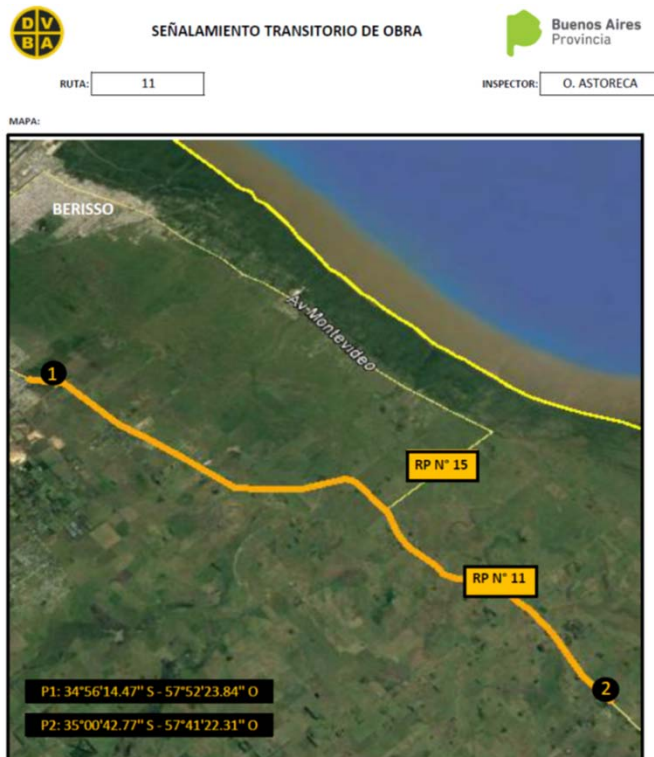 DV
BA
SEÑALAMIENTO TRANSITORIO DE OBRA
Buenos Aires
Provincia
RUTA: 11
INSPECTOR: O. ASTORECA
MAPA:
BERISSO
Av Montevideo
1
RP N° 15
RP N° 11
2
P1: 34°56'14.47'' S - 57°52'23.84'' O
P2: 35°00'42.77'' S - 57°41'22.31'' O